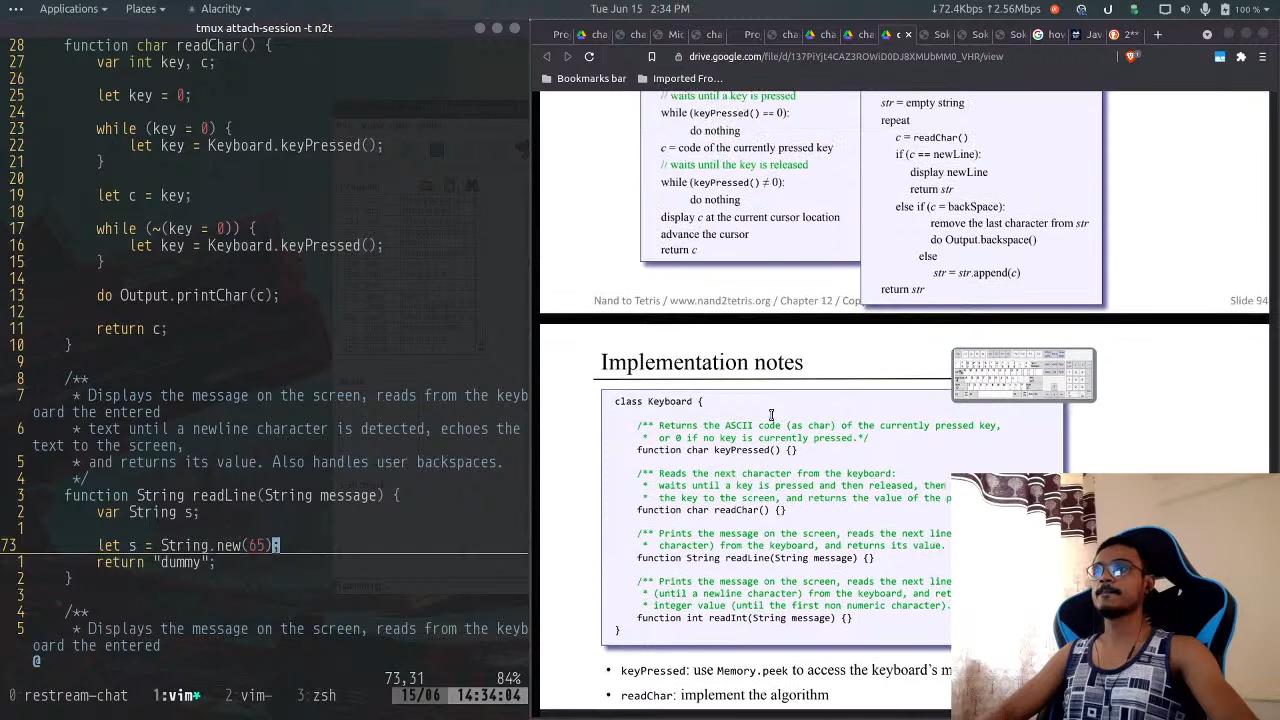 Applications
Places
Alacritty
Tue Jun 15 2:34 PM
↓72.4Kbps ↑2.56Mbps
100 %
tmux attach-session -t n2t
28 function char readChar() {
27 var int key, c;
26
25 let key = 0;
24
23 while (key = 0) {
22 let key = Keyboard.keyPressed();
21 }
20
19 let c = key;
18
17 while (~(key = 0)) {
16 let key = Keyboard.keyPressed();
15 }
14
13 do Output.printChar(c);
12
11 return c;
10 }
9
8 /**
7 * Displays the message on the screen, reads from the keyb
oard the entered
6 * text until a newline character is detected, echoes the
text to the screen,
5 * and returns its value. Also handles user backspaces.
4 */
3 function String readLine(String message) {
2 var String s;
1
73 let s = String.new(65);
1 return "dummy";
2 }
3
4 /**
5 * Displays the message on the screen, reads from the keyb
oard the entered
@
73,31 84%
0 restream-chat 1:vim* 2 vim- 3 zsh 15/06 14:34:04
Pro cha cha Mic cha Pro cha cha c × Sok Sok Sok how Jav 2** +
drive.google.com/file/d/137PiYjt4CAZ3ROWiD0DJ8XMUbMM0_VHR/view
Bookmarks bar Imported Fro...
// waits until a key is pressed
while (keyPressed() == 0):
do nothing
c = code of the currently pressed key
// waits until the key is released
while (keyPressed() ≠ 0):
do nothing
display c at the current cursor location
advance the cursor
return c
str = empty string
repeat
c = readChar()
if (c == newLine):
display newLine
return str
else if (c = backSpace):
remove the last character from str
do Output.backspace()
else
str = str.append(c)
return str
Nand to Tetris / www.nand2tetris.org / Chapter 12 /
Slide 94
Implementation notes
class Keyboard {
/** Returns the ASCII code (as char) of the currently pressed key,
* or 0 if no key is currently pressed.*/
function char keyPressed() {}
/** Reads the next character from the keyboard:
* waits until a key is pressed and then released, then
* the key to the screen, and returns the value of the p
function char readChar() {}
/** Prints the message on the screen, reads the next line
* character) from the keyboard, and returns its value.
function String readLine(String message) {}
/** Prints the message on the screen, reads the next line
* (until a newline character) from the keyboard, and ret
* integer value (until the first non numeric character).
function int readInt(String message) {}
}
• keyPressed: use Memory.peek to access the keyboard's m
• readChar: implement the algorithm